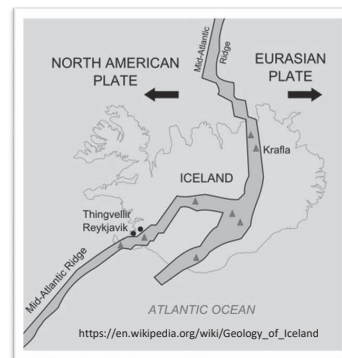 Mid-Atlantic
Ridge
NORTH AMERICAN
PLATE
EURASIAN
PLATE
Krafla
ICELAND
Thingvellir
Reykjavik
Mid-Atlantic Ridge
ATLANTIC OCEAN
https://en.wikipedia.org/wiki/Geology_of_Iceland